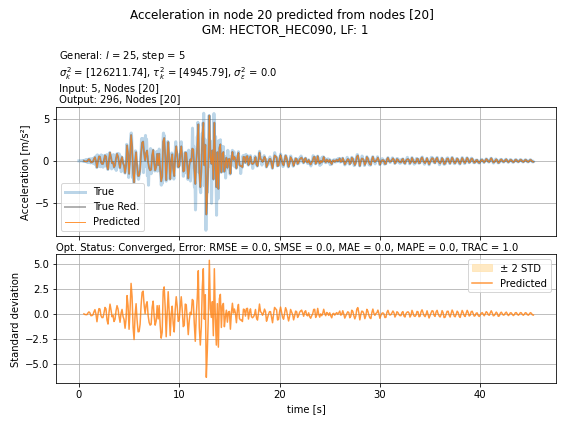 Acceleration in node 20 predicted from nodes [20]
GM: HECTOR_HEC090, LF: 1
General: l = 25, step = 5
σ²ₖ = [126211.74], τ²ₖ = [4945.79], σ²_ε = 0.0
Input: 5, Nodes [20]
Output: 296, Nodes [20]
Acceleration [m/s²]
5
0
−5
True
True Red.
Predicted
Opt. Status: Converged, Error: RMSE = 0.0, SMSE = 0.0, MAE = 0.0, MAPE = 0.0, TRAC = 1.0
Standard deviation
5.0
2.5
0.0
−2.5
−5.0
± 2 STD
Predicted
0 10 20 30 40
time [s]